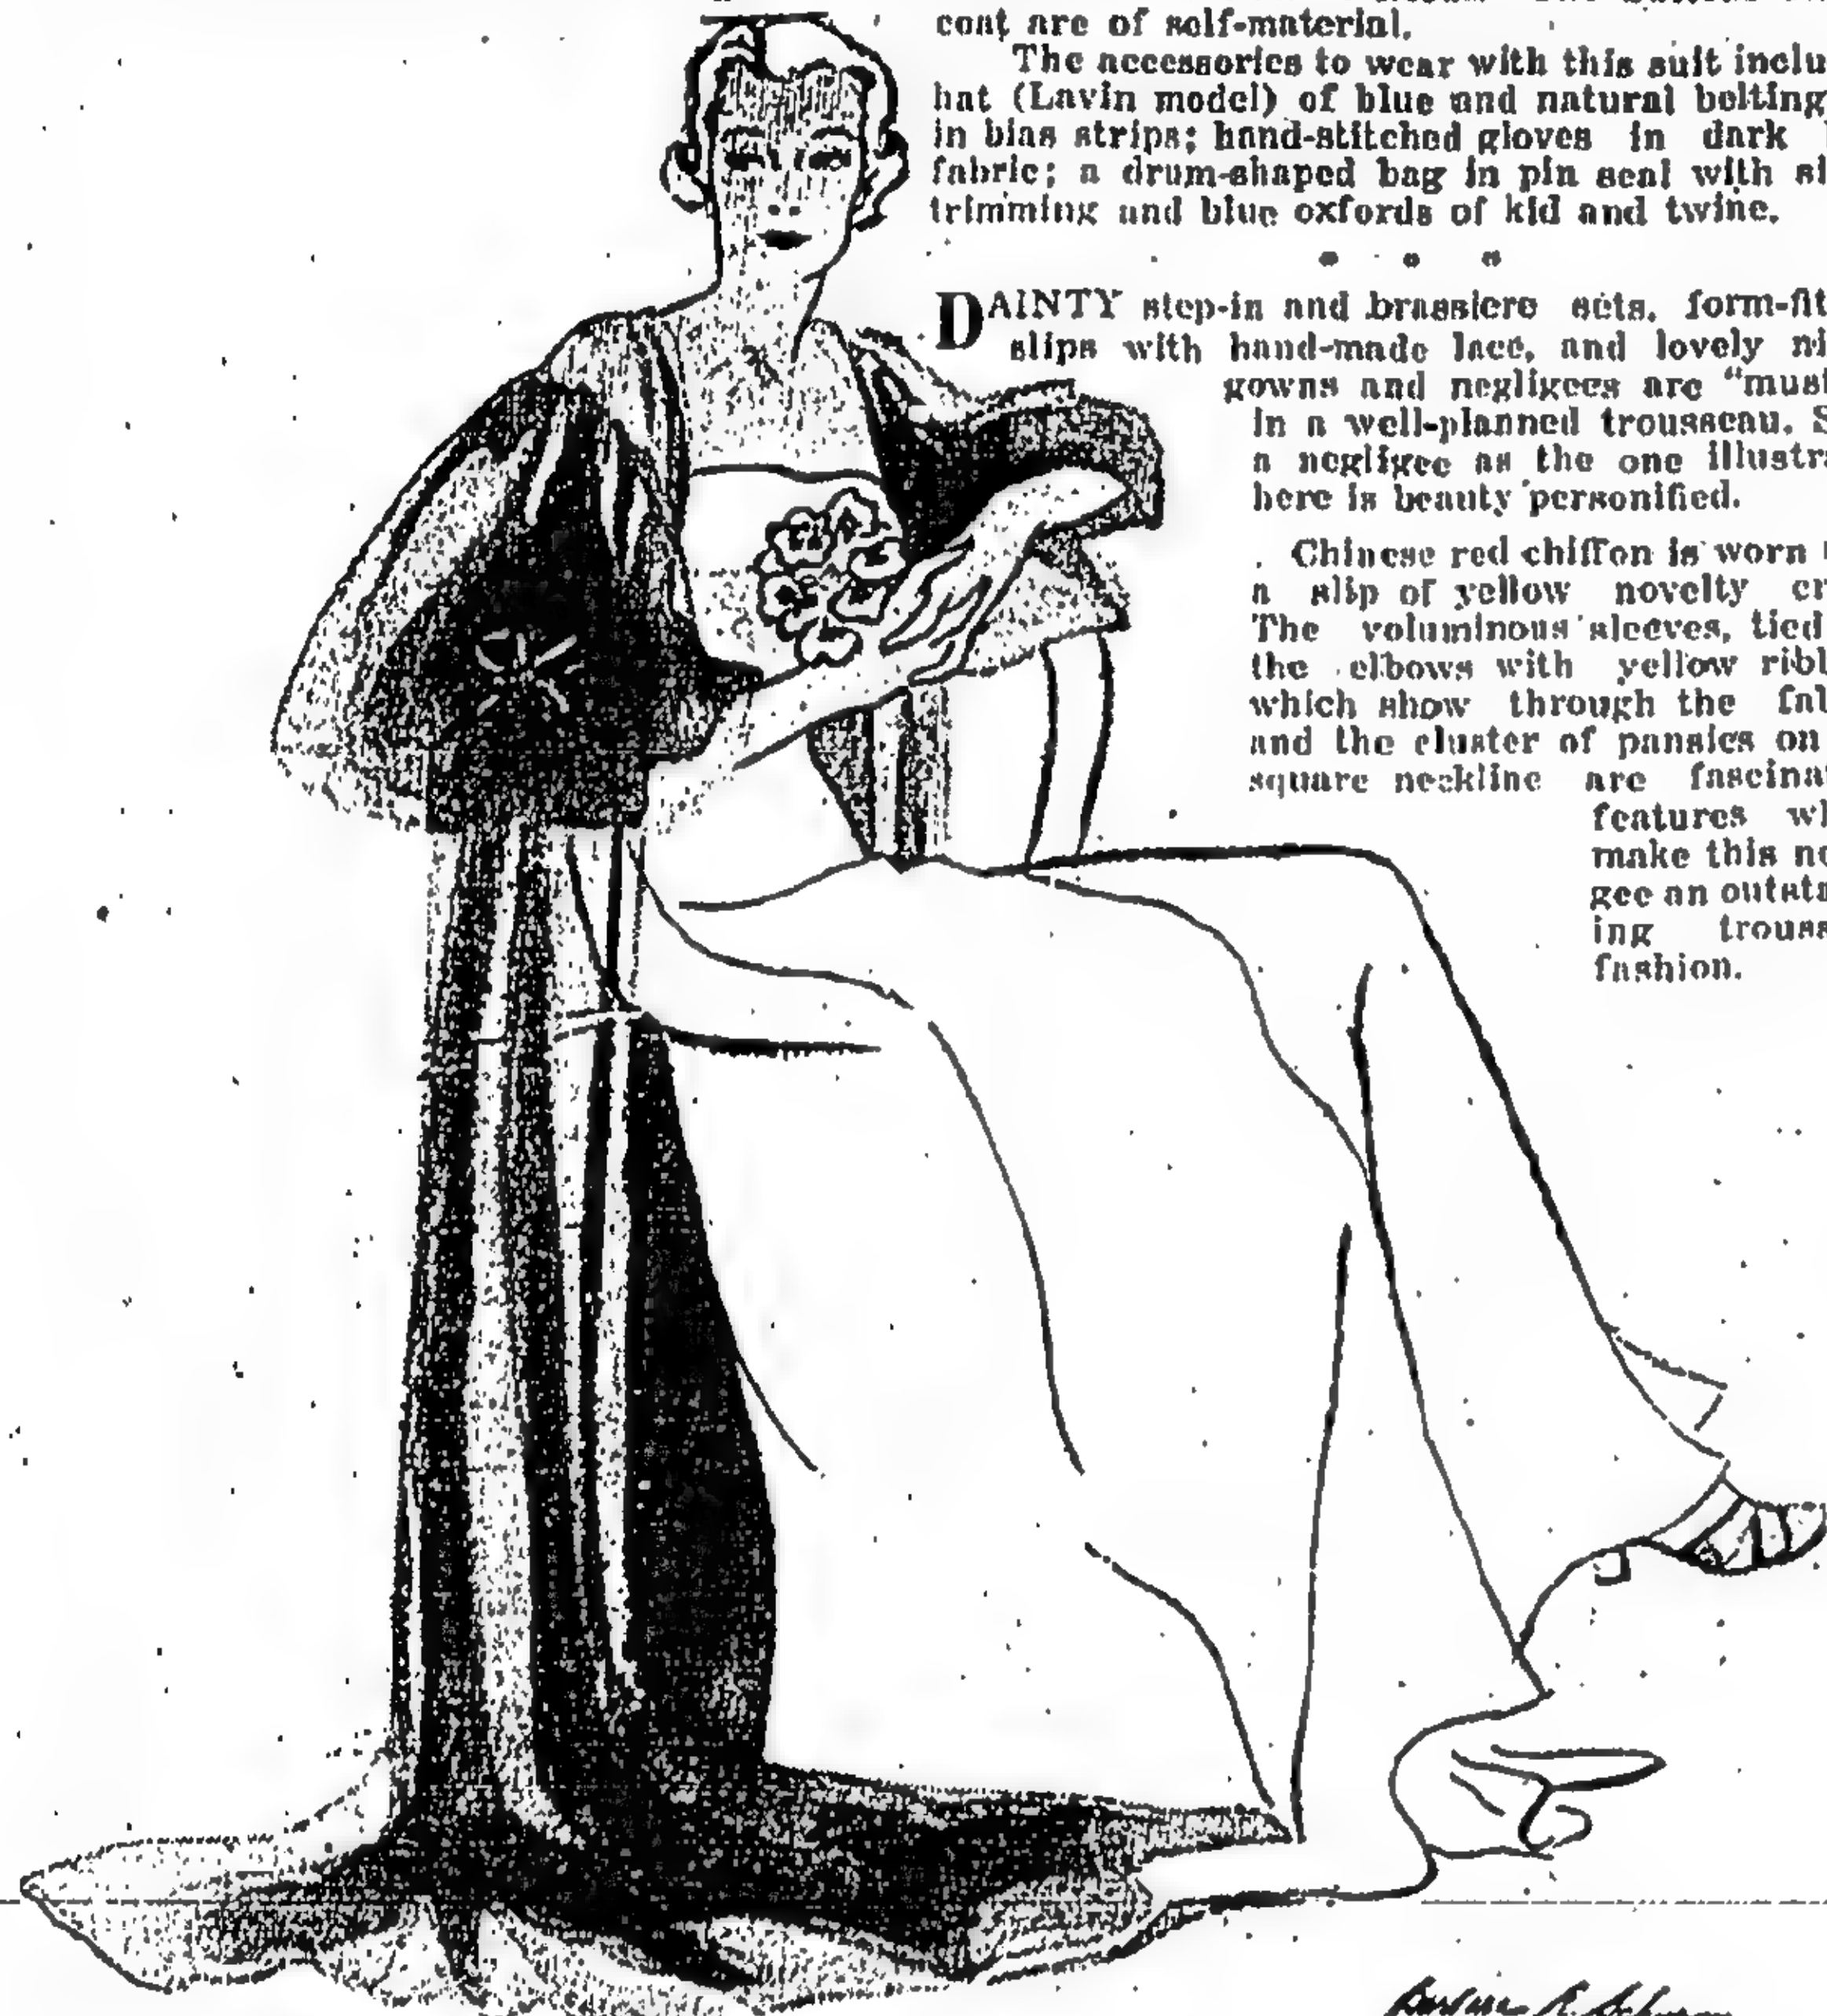 coat are of self-material.
The accessories to wear with this suit inclu
hat (Lavin model) of blue and natural belting
in bias strips; hand-stitched gloves in dark
fabric; a drum-shaped bag in pin seal with si
trimming and blue oxfords of kid and twine.
DAINTY step-in and brassiere sets, form-fit
slips with hand-made lace, and lovely ni
gowns and negligees are "must
in a well-planned trousseau. S
a negligee as the one illustra
here is beauty personified.
Chinese red chiffon is worn
a slip of yellow novelty cr
The voluminous sleeves, tied
the elbows with yellow rib
which show through the
and the cluster of pansies on
square neckline are fascinat
features wh
make this ne
gee an outsta
ing trouss
fashion.